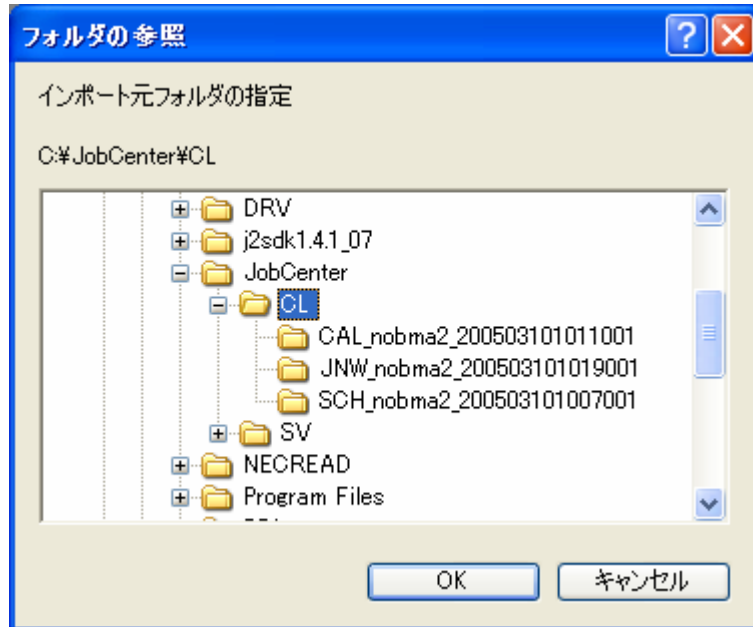 フォルダの参照
インポート元フォルダの指定
C:¥JobCenter¥CL
DRV
j2sdk1.4.1_07
JobCenter
CL
CAL_nobma2_200503101011001
JNW_nobma2_200503101019001
SCH_nobma2_200503101007001
SV
NECREAD
Program Files
OK
キャンセル